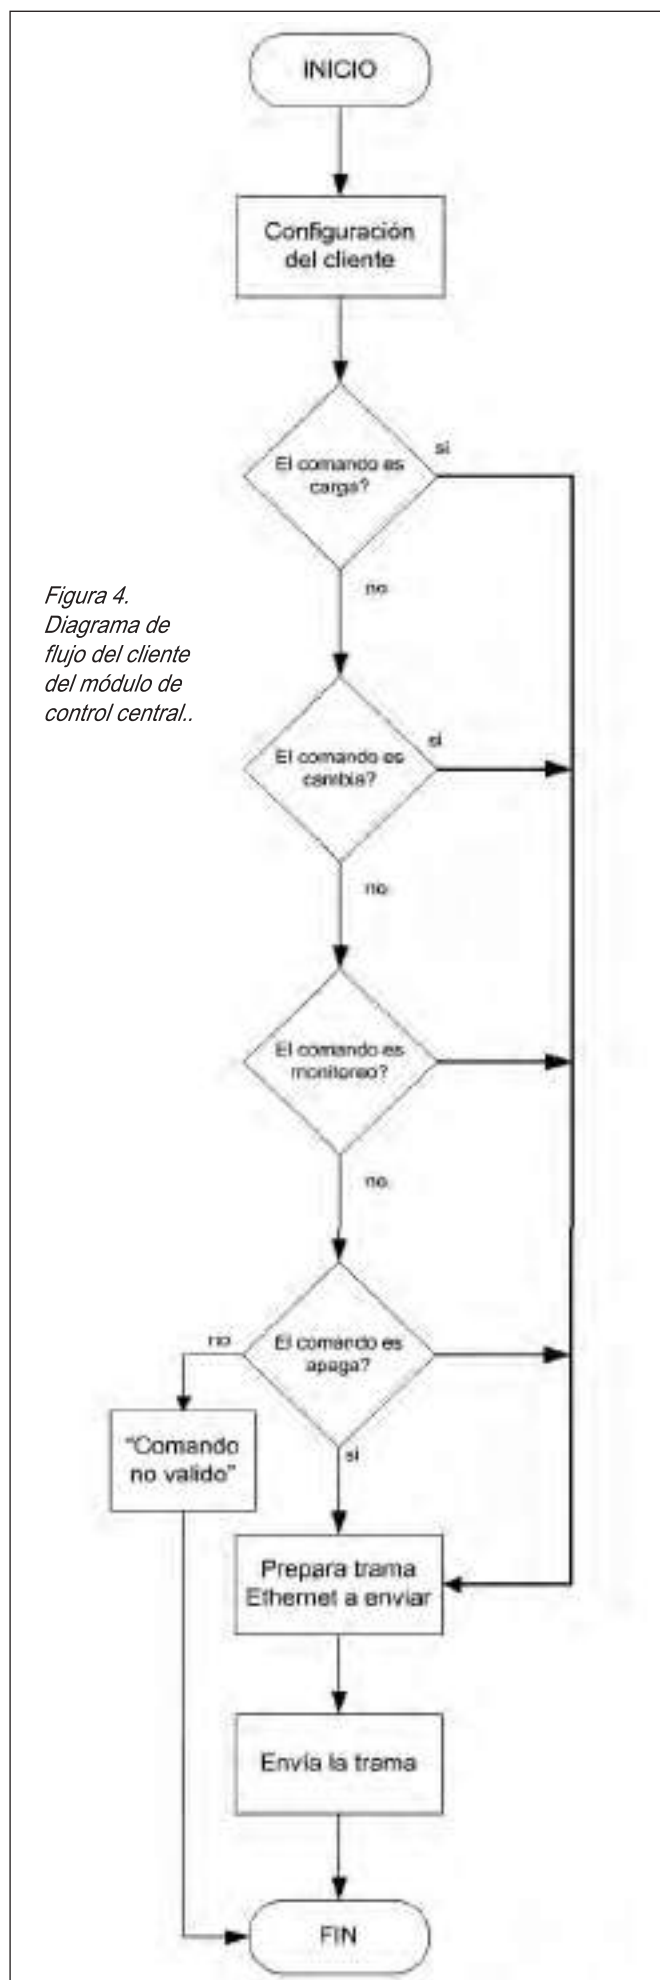 INICIO
Configuración
del cliente
El comando es
carga?
si
no
Figura 4.
Diagrama de
flujo del cliente
del módulo de
control central..
El comando es
cambia?
si
no
El comando es
monitoreo?
no
El comando es
apaga?
no
si
"Comando
no valido"
Prepara trama
Ethernet a enviar
Envía la trama
FIN